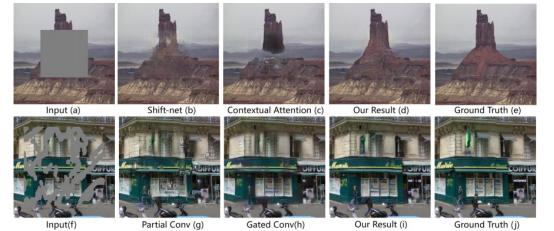 Input (a) Shift-net (b) Contextual Attention (c) Our Result (d) Ground Truth (e)
Input(f) Partial Conv (g) Gated Conv(h) Our Result (i) Ground Truth (j)